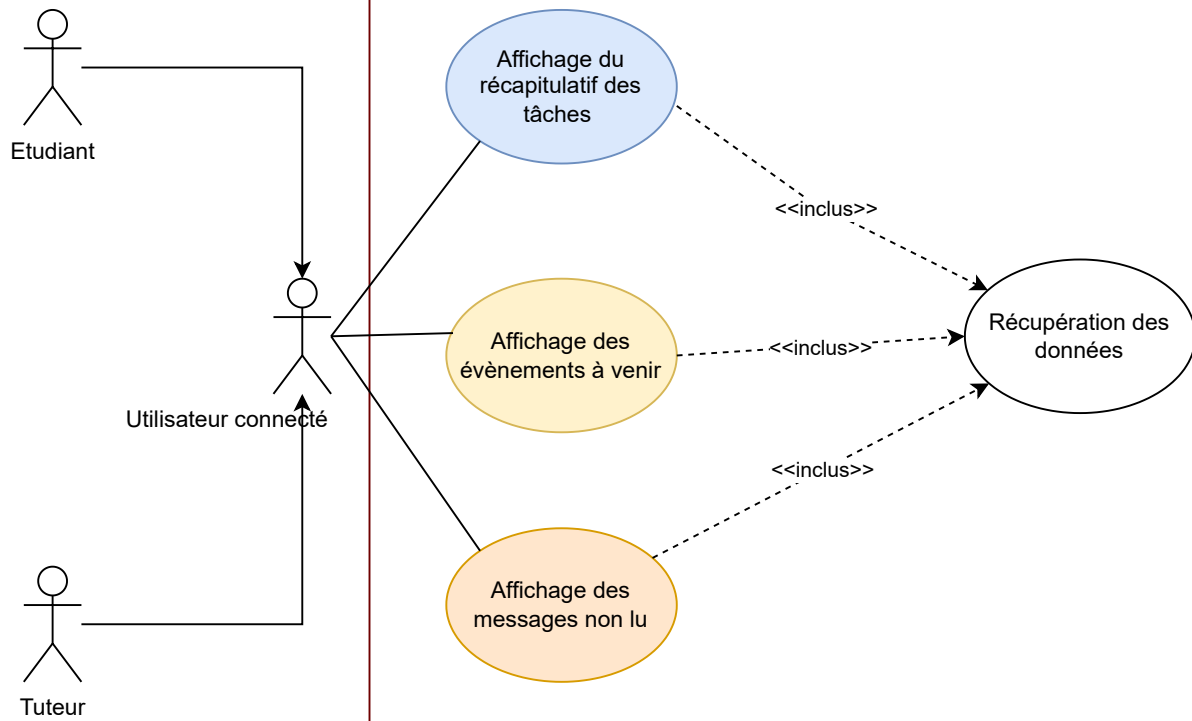 Etudiant
Utilisateur connecté
Tuteur
Affichage du
récapitulatif des
tâches
<<inclus>>
Affichage des
évènements à venir
<<inclus>>
Récupération des
données
<<inclus>>
Affichage des
messages non lu